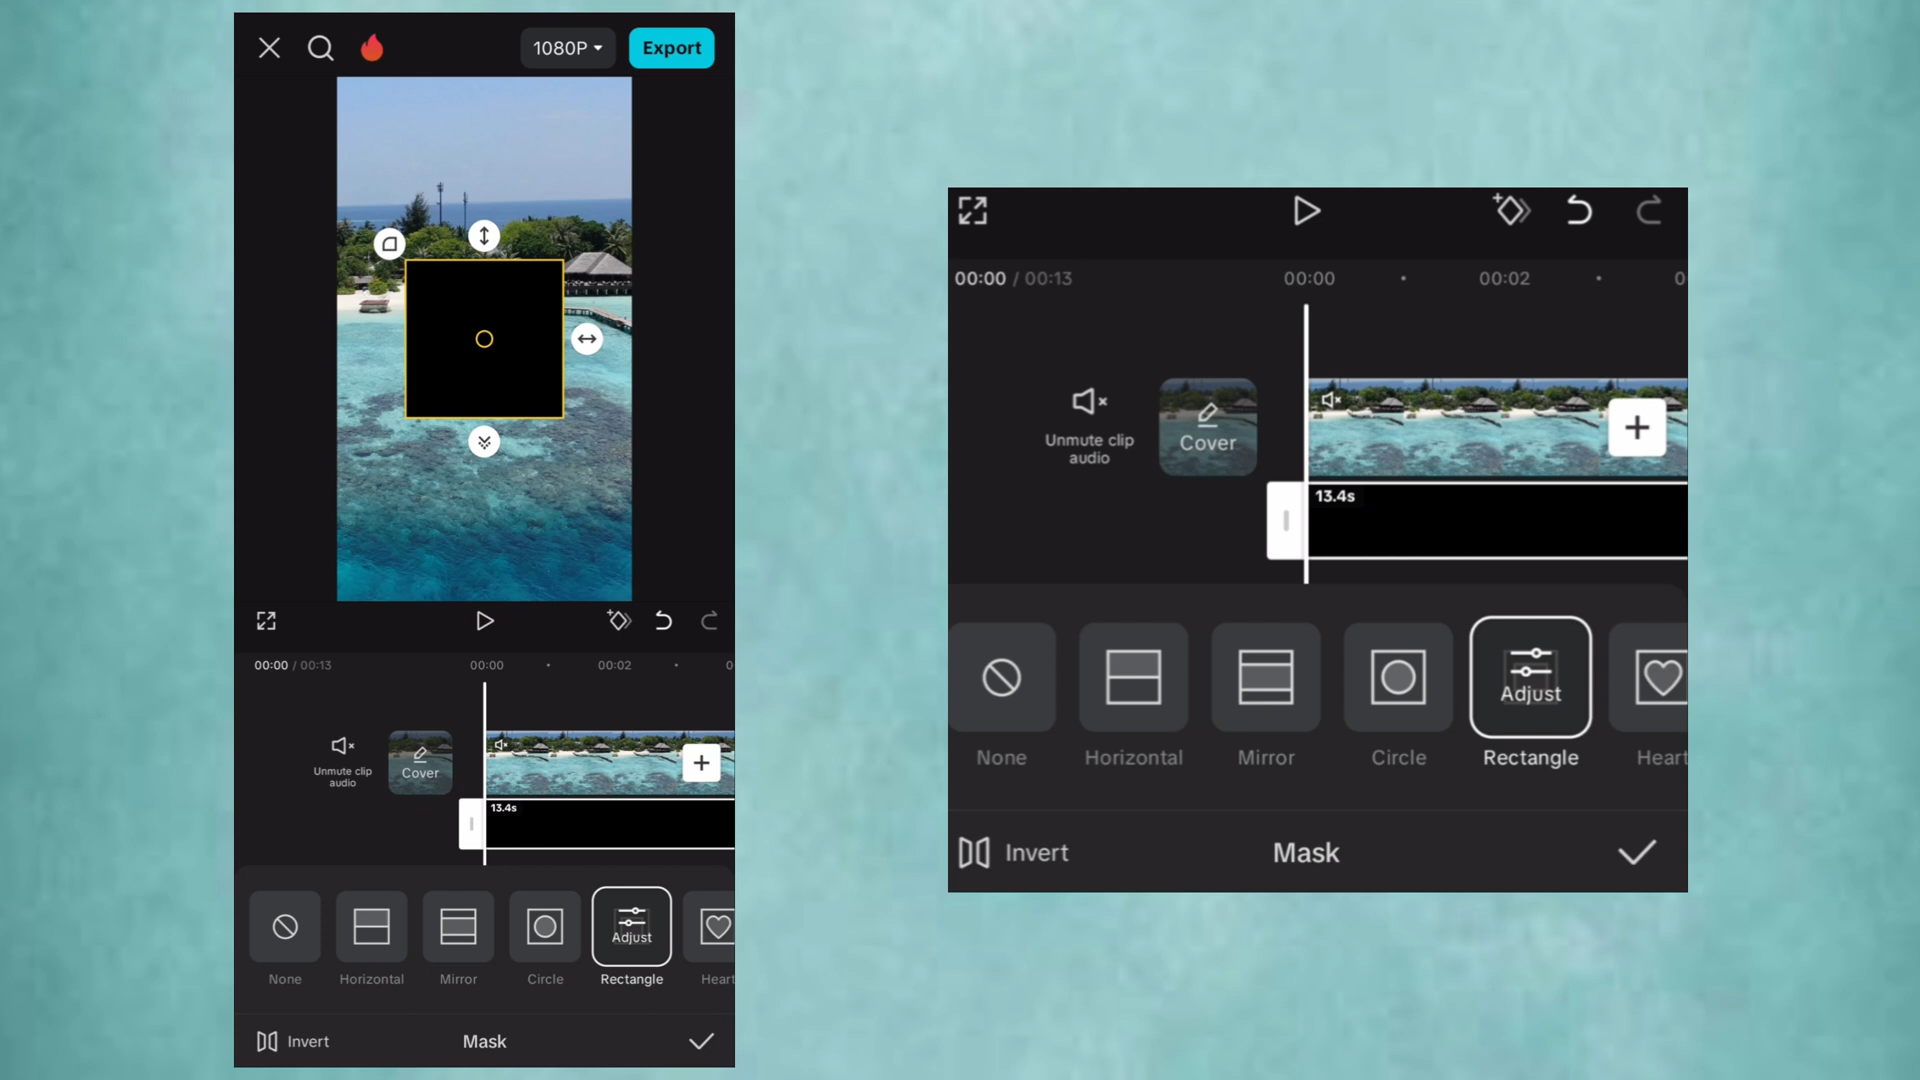 1080P
Export
00:00 / 00:13
00:00
00:02
0
Unmute clip
audio
Cover
13.4s
Adjust
None
Horizontal
Mirror
Circle
Rectangle
Heart
Invert
Mask
00:00 / 00:13
00:00
00:02
0
Unmute clip
audio
Cover
13.4s
Adjust
None
Horizontal
Mirror
Circle
Rectangle
Heart
Invert
Mask